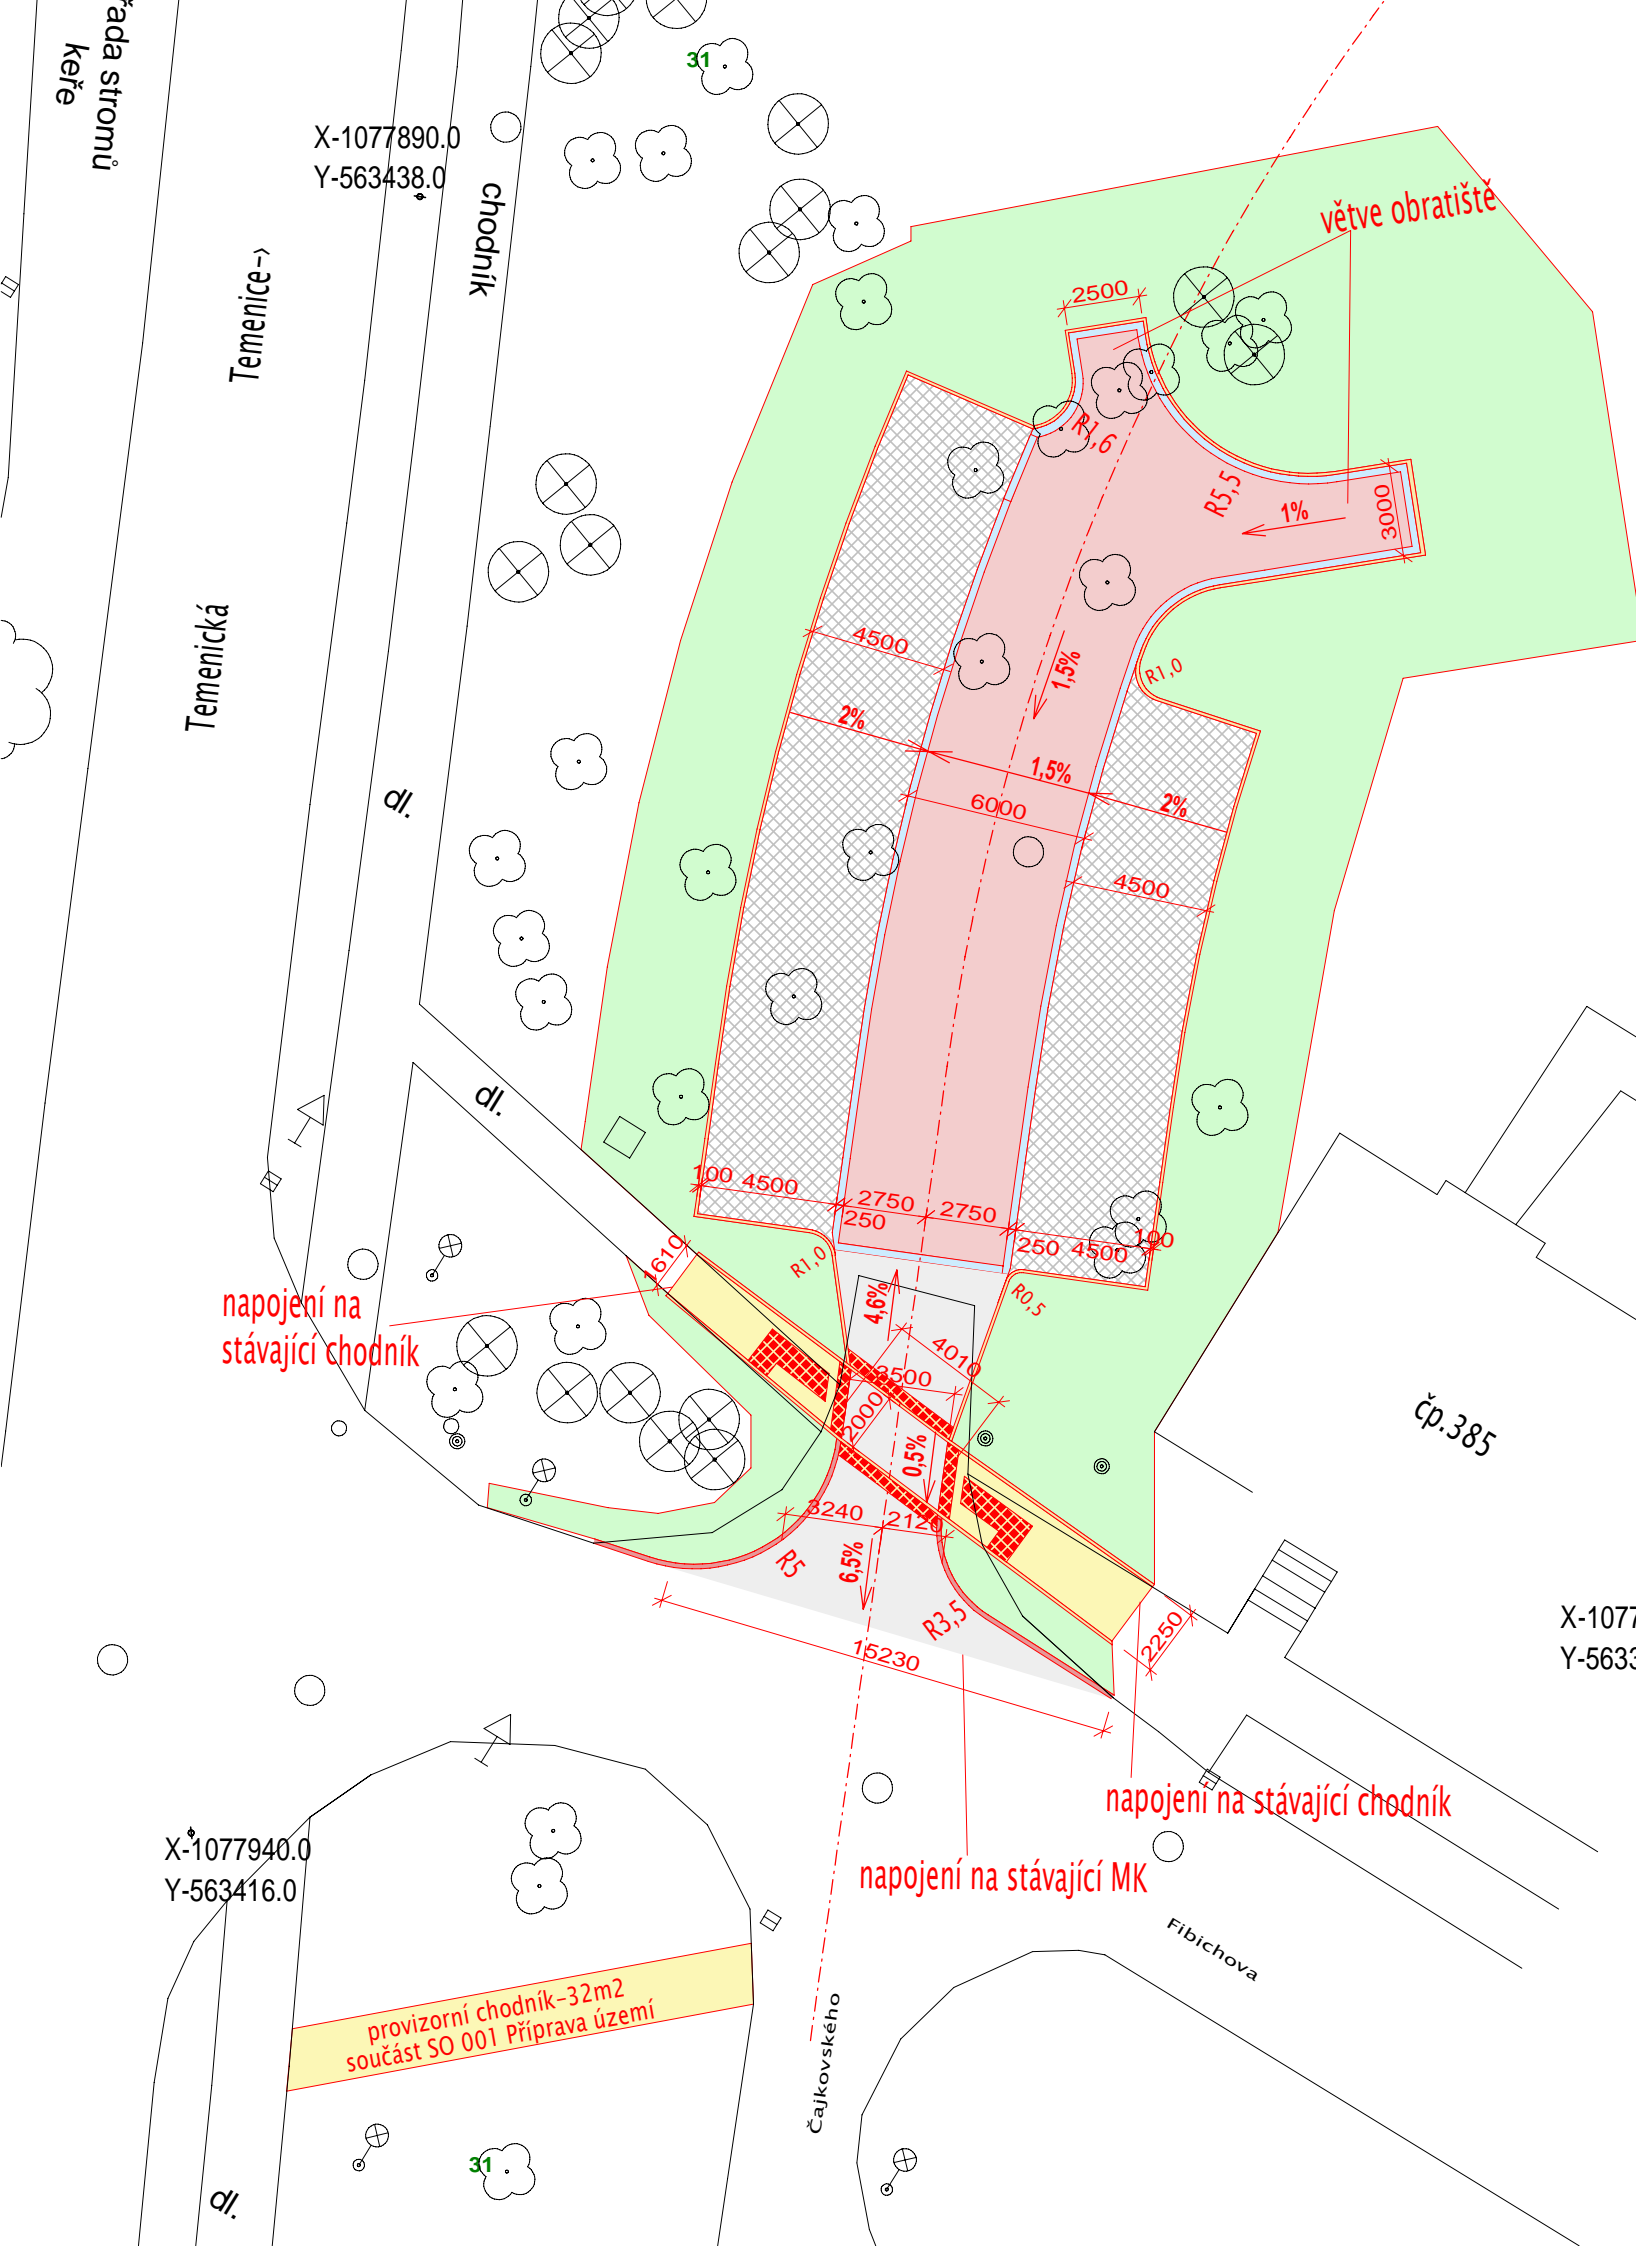 řada stromů
keře
31
X-1077890.0
Y-563438.0
chodník
Temenice-<
větve obratiště
2500
R1,6
R5,5
1%
3000
Temenická
4500
1,5%
R1,0
2%
1,5%
2%
6000
dl.
4500
dl.
100
4500
2750
2750
250
250
4500
100
1610
R1,0
R0,5
4,6%
napojení na
stávající chodník
4010
3500
2000
0,5%
čp.385
3240
2120
R5
6,5%
R3,5
2250
15230
X-1077
Y-5633
napojení na stávající chodník
napojení na stávající MK
X-1077940.0
Y-563416.0
Fibichova
provizorní chodník-32m2
součást SO 001 Příprava území
Čajkovského
31
dl.